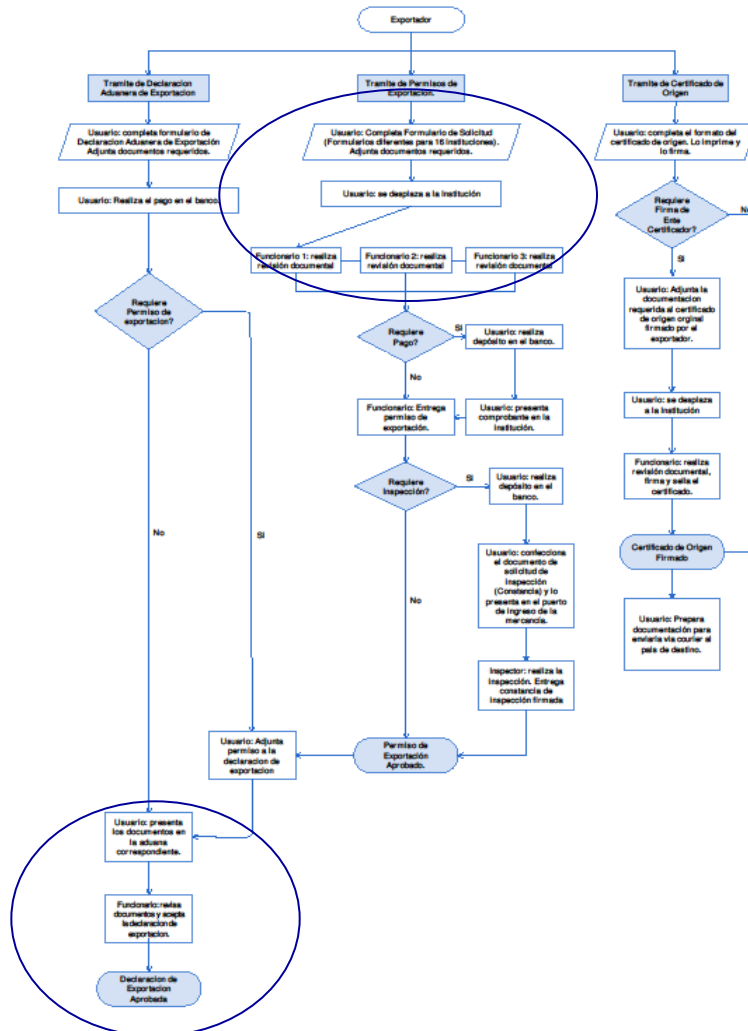 Exportador
Tramite de Declaracion
Aduanera de Exportacion
Tramite de Permisos de
Exportacion.
Tramite de Certificado de
Origen
Usuario: completa formulario de
Declaracion Aduanera de Exportación
Adjunta documentos requeridos.
Usuario: Completa Formulario de Solicitud
(Formularios diferentes para 16 instituciones).
Adjunta documentos requeridos.
Usuario: completa el formato del
certificado de origen. Lo imprime y
lo firma.
Usuario: Realiza el pago en el banco.
Usuario: se desplaza a la Institución
Requiere
Firma de
Ente
Certificador?
No
Si
Funcionario 1: realiza
revisión documental
Funcionario 2: realiza
revisión documental
Funcionario 3: realiza
revisión documental
Requiere
Permiso de
exportacion?
No
Si
Requiere
Pago?
Si
No
Usuario: realiza
depósito en el
banco.
Usuario: Adjunta la
documentacion
requerida al certificado
de origen orginal
firmado por el
exportador.
Funcionario: Entrega
permiso de
exportación.
Usuario: presenta
comprobante en la
Institución.
Usuario: se desplaza
a la Institución
Requiere
Inspección?
Si
No
Usuario: realiza
depósito en el
banco.
Funcionario: realiza
revisión documental,
firma y sella el
certificado.
Usuario: confecciona
el documento de
solicitud de
inspección
(Constancia) y lo
presenta en el puerto
de ingreso de la
mercancía.
Certificado de Origen
Firmado
Usuario: Prepara
documentación para
enviarla via courier al
país de destino.
Inspector: realiza la
inspección. Entrega
constancia de
inspección firmada
Usuario: Adjunta
permiso a la
declaracion de
exportacion
Permiso de
Exportación
Aprobado.
Usuario: presenta
los documentos en
la aduana
correspondiente.
Funcionario: revisa
documentos y acepta
la declaracion de
exportacion.
Declaracion de
Exportacion
Aprobada